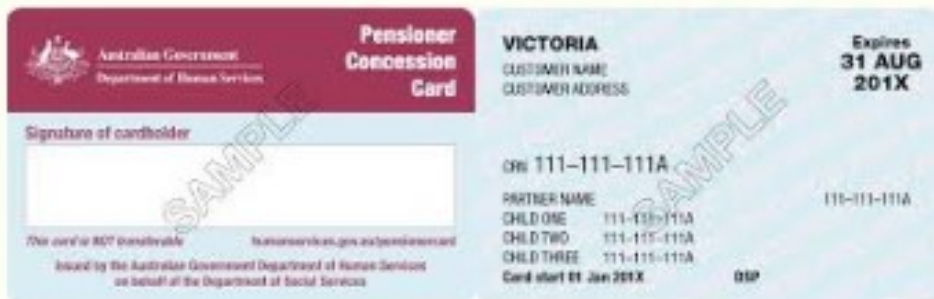 Australian Government
Department of Human Services
Pensioner
Concession
Card
Signature of cardholder
SAMPLE
This card is NOT transferable humanservices.gov.au/pensionercard
Issued by the Australian Government Department of Human Services
on behalf of the Department of Social Services
VICTORIA
CUSTOMER NAME
CUSTOMER ADDRESS
Expires
31 AUG
201X
CRN 111-111-111A
SAMPLE
PARTNER NAME 111-111-111A
CHILD ONE 111-111-111A
CHILD TWO 111-111-111A
CHILD THREE 111-111-111A
Card start 01 Jan 201X DSP